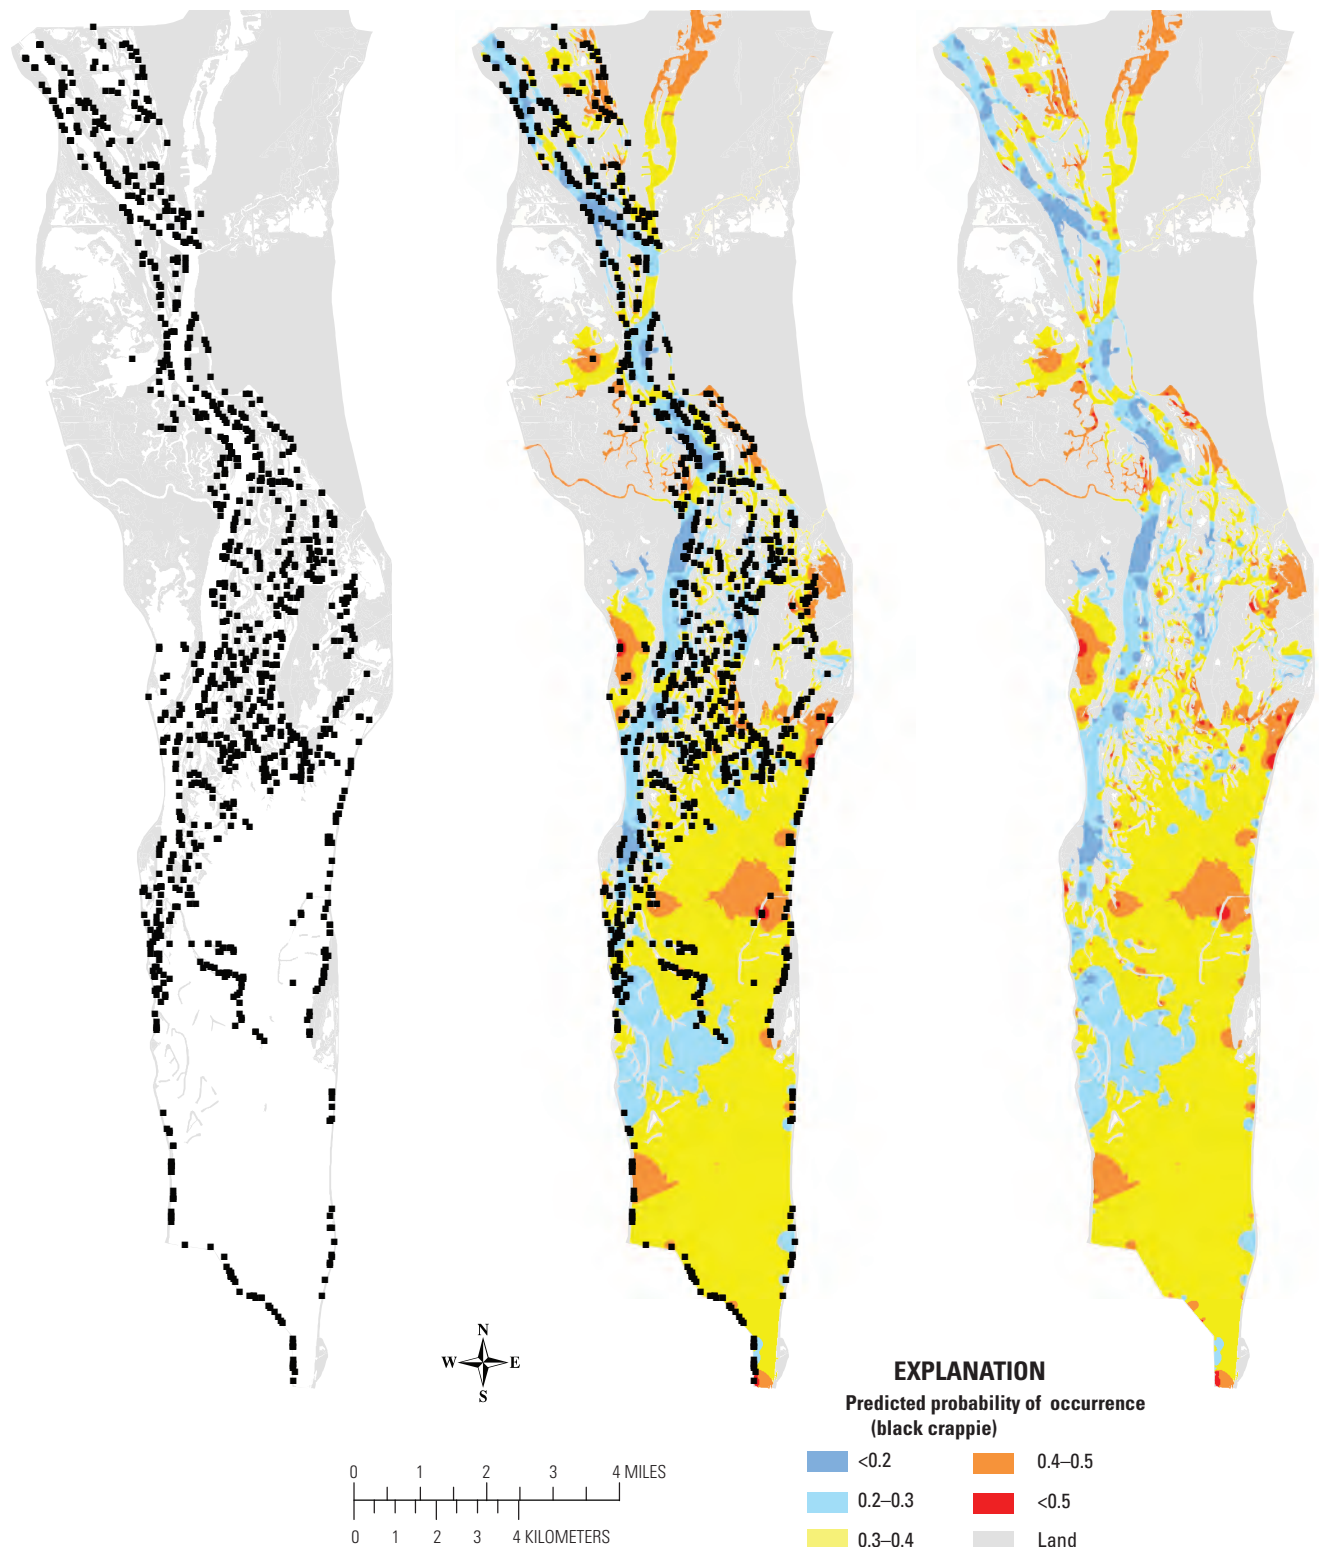 N
W E
S
EXPLANATION
Predicted probability of occurrence
(black crappie)
<0.2
0.4–0.5
0.2–0.3
<0.5
0.3–0.4
Land
0 1 2 3 4 MILES
0 1 2 3 4 KILOMETERS